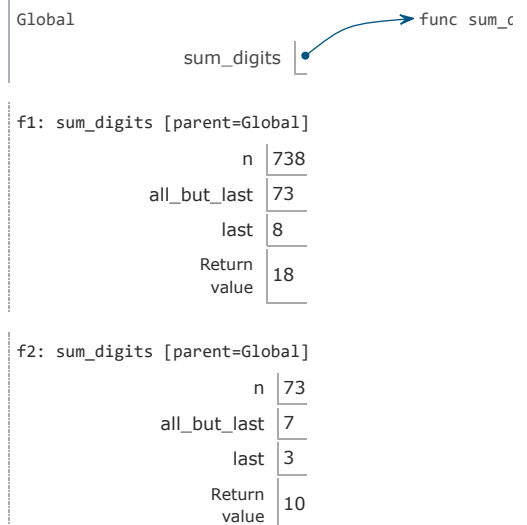 Global
func sum_d
sum_digits
f1: sum_digits [parent=Global]
n 738
all_but_last 73
last 8
Return
value 18
f2: sum_digits [parent=Global]
n 73
all_but_last 7
last 3
Return
value 10